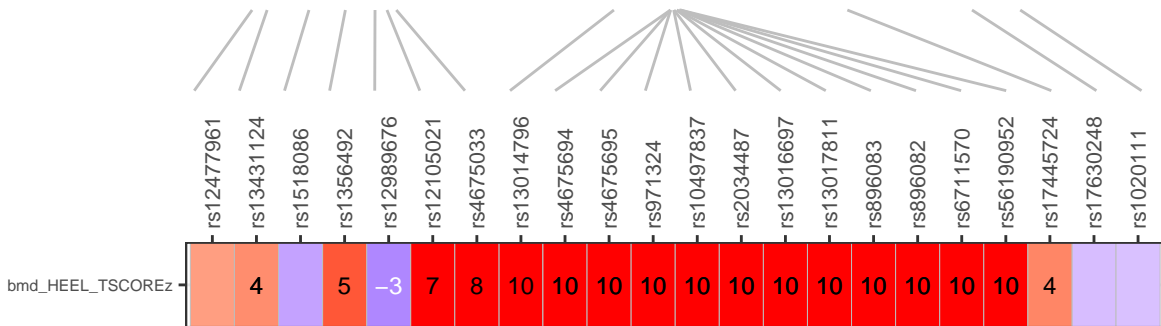 rs12477961
rs13431124
rs1518086
rs1356492
rs12989676
rs12105021
rs4675033
rs13014796
rs4675694
rs4675695
rs971324
rs10497837
rs2034487
rs13016697
rs13017811
rs896083
rs896082
rs6711570
rs56190952
rs17445724
rs17630248
rs1020111
bmd_HEEL_TSCOREz 4 5 −3 7 8 10 10 10 10 10 10 10 10 10 10 10 10 4